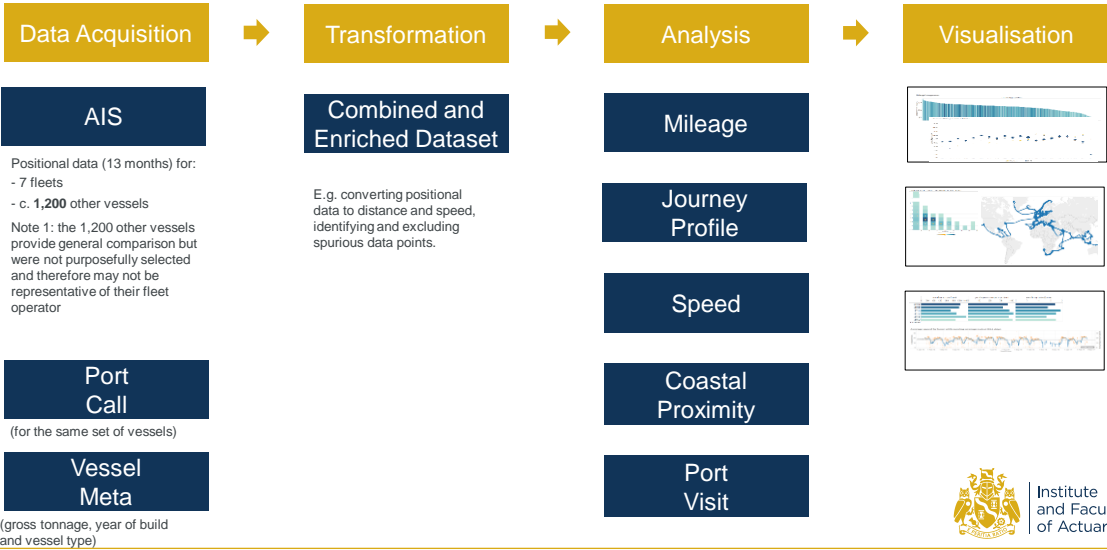 Data Acquisition
Transformation
Analysis
Visualisation
AIS
Positional data (13 months) for:
- 7 fleets
- c. 1,200 other vessels
Note 1: the 1,200 other vessels
provide general comparison but
were not purposefully selected
and therefore may not be
representative of their fleet
operator
Port
Call
(for the same set of vessels)
Vessel
Meta
(gross tonnage, year of build
and vessel type)
Combined and
Enriched Dataset
E.g. converting positional
data to distance and speed,
identifying and excluding
spurious data points.
Mileage
Journey
Profile
Speed
Coastal
Proximity
Port
Visit
Institute
and Facu
of Actuar